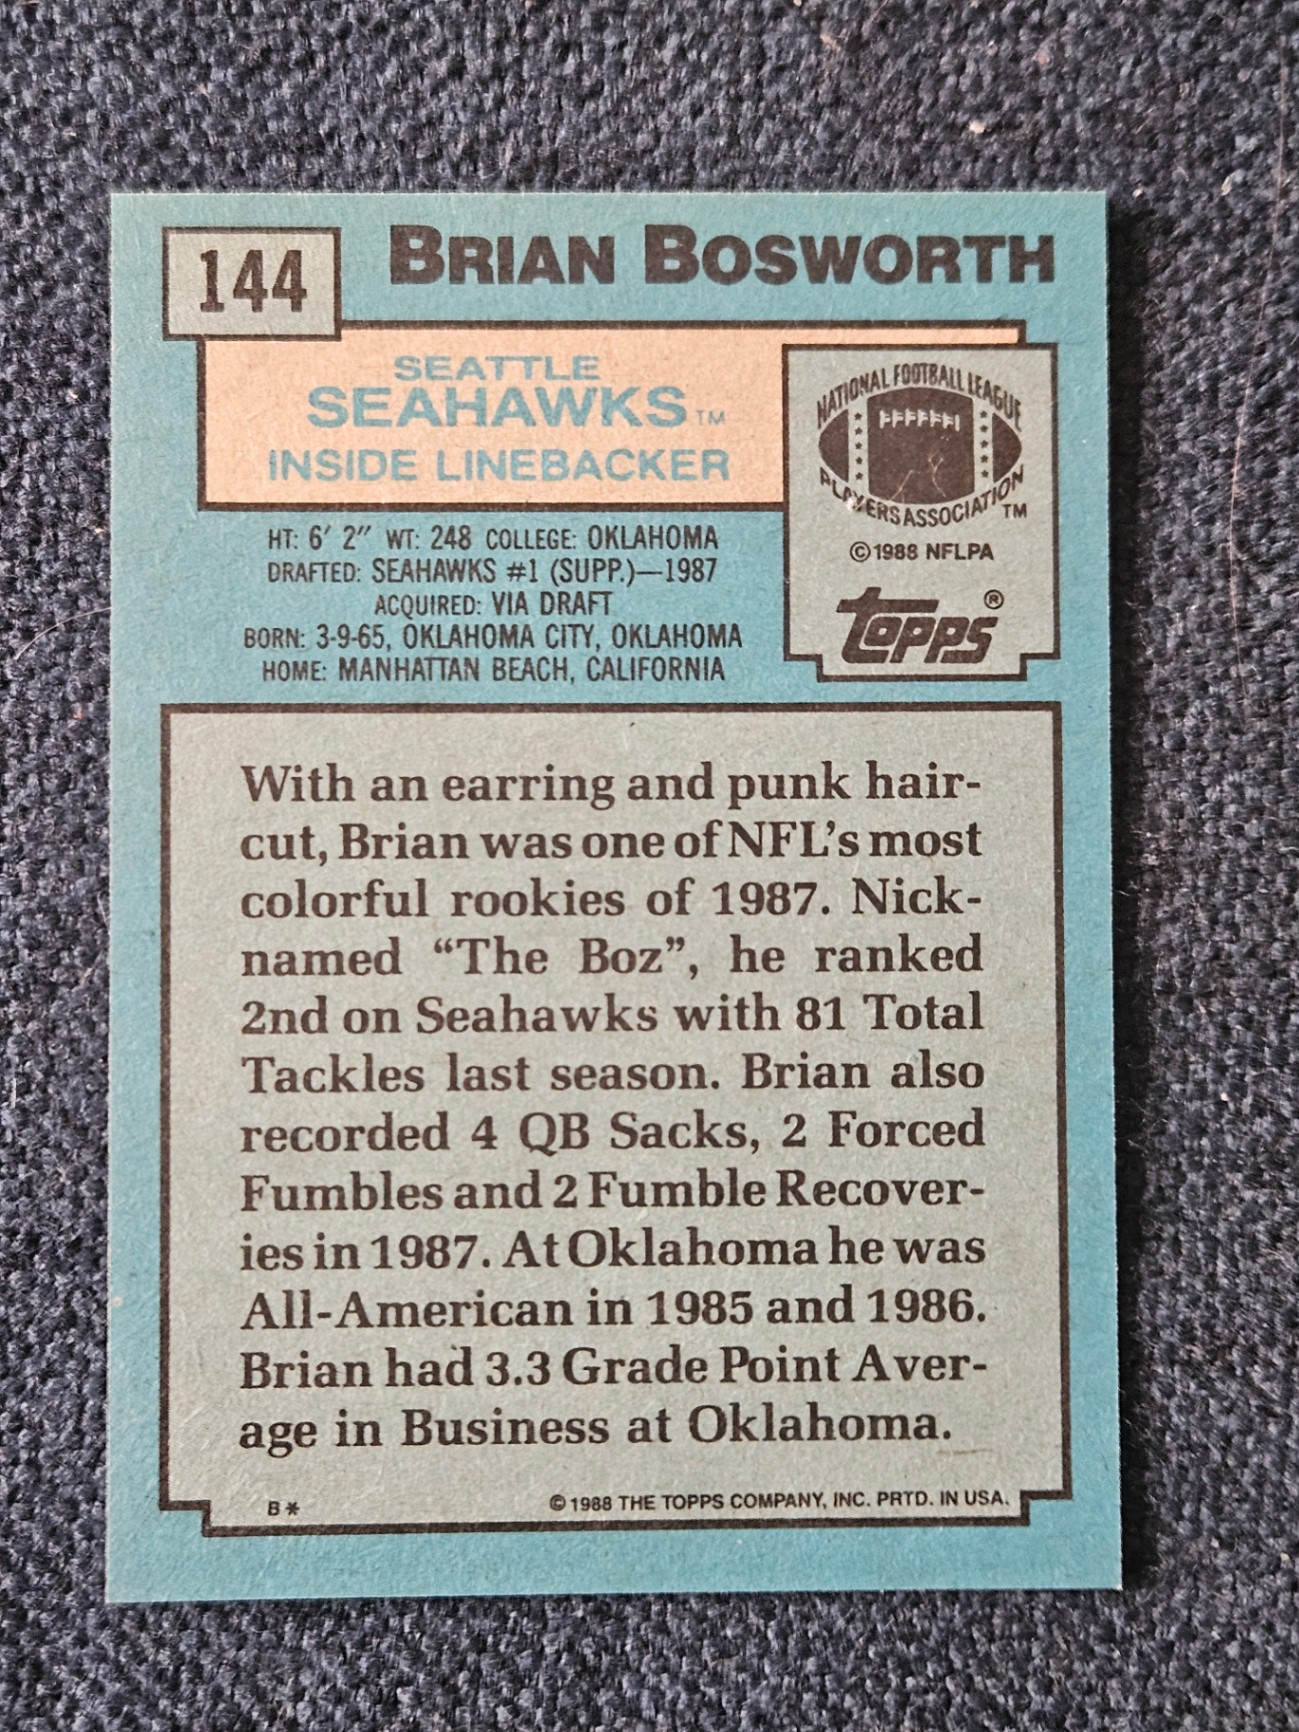 144
BRIAN BOSWORTH
SEATTLE
SEAHAWKS TM
INSIDE LINEBACKER
NATIONAL FOOTBALL LEAGUE
PLAYERS ASSOCIATION TM
© 1988 NFLPA
TOPPS ®
HT: 6' 2" WT: 248 COLLEGE: OKLAHOMA
DRAFTED: SEAHAWKS #1 (SUPP.)—1987
ACQUIRED: VIA DRAFT
BORN: 3-9-65, OKLAHOMA CITY, OKLAHOMA
HOME: MANHATTAN BEACH, CALIFORNIA
With an earring and punk hair-
cut, Brian was one of NFL's most
colorful rookies of 1987. Nick-
named “The Boz”, he ranked
2nd on Seahawks with 81 Total
Tackles last season. Brian also
recorded 4 QB Sacks, 2 Forced
Fumbles and 2 Fumble Recover-
ies in 1987. At Oklahoma he was
All-American in 1985 and 1986.
Brian had 3.3 Grade Point Aver-
age in Business at Oklahoma.
B* © 1988 THE TOPPS COMPANY, INC. PRTD. IN USA.